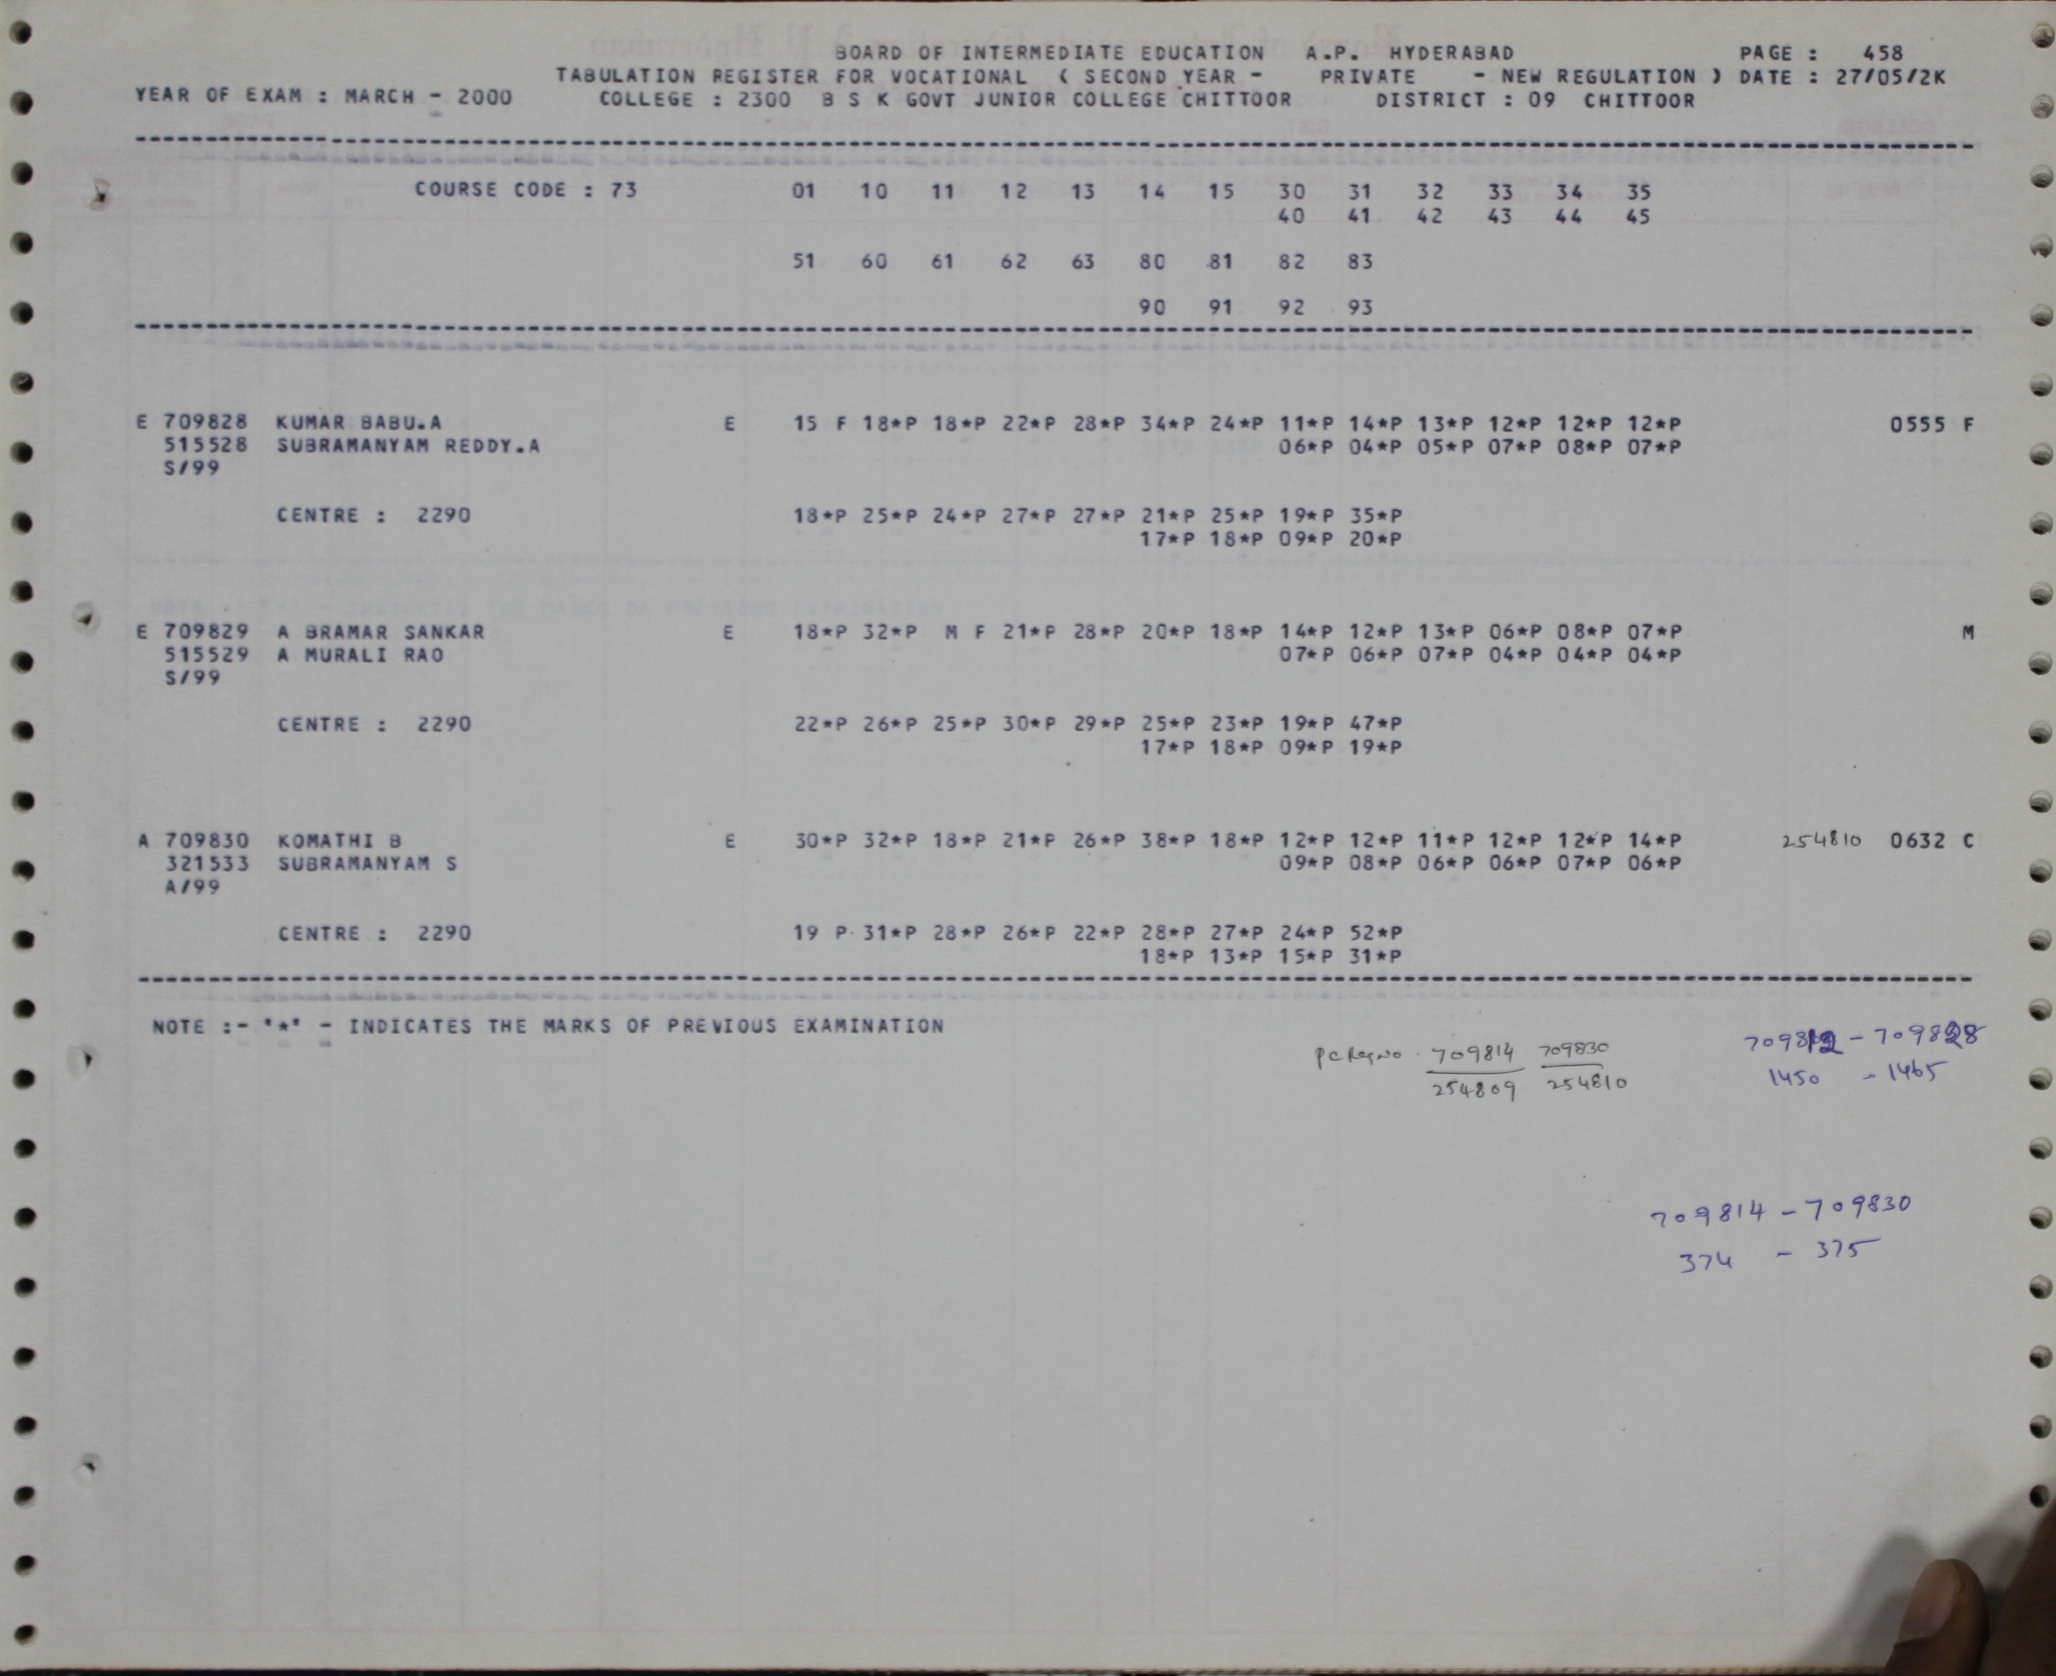 BOARD OF INTERMEDIATE EDUCATION A.P. HYDERABAD PAGE : 458
TABULATION REGISTER FOR VOCATIONAL ( SECOND YEAR - PRIVATE - NEW REGULATION ) DATE : 27/05/2K
YEAR OF EXAM : MARCH - 2000 COLLEGE : 2300 B S K GOVT JUNIOR COLLEGE CHITTOOR DISTRICT : 09 CHITTOOR
COURSE CODE : 73 01 10 11 12 13 14 15 30 31 32 33 34 35
40 41 42 43 44 45
51 60 61 62 63 80 81 82 83
90 91 92 93
E 709828 KUMAR BABU.A E 15 F 18*P 18*P 22*P 28*P 34*P 24*P 11*P 14*P 13*P 12*P 12*P 12*P 0555 F
515528 SUBRAMANYAM REDDY.A 06*P 04*P 05*P 07*P 08*P 07*P
S/99
CENTRE : 2290 18*P 25*P 24*P 27*P 27*P 21*P 25*P 19*P 35*P
17*P 18*P 09*P 20*P
E 709829 A BRAMAR SANKAR E 18*P 32*P M F 21*P 28*P 20*P 18*P 14*P 12*P 13*P 06*P 08*P 07*P M
515529 A MURALI RAO 07*P 06*P 07*P 04*P 04*P 04*P
S/99
CENTRE : 2290 22*P 26*P 25*P 30*P 29*P 25*P 23*P 19*P 47*P
17*P 18*P 09*P 19*P
A 709830 KOMATHI B E 30*P 32*P 18*P 21*P 26*P 38*P 18*P 12*P 12*P 11*P 12*P 12*P 14*P 254810 0632 C
321533 SUBRAMANYAM S 09*P 08*P 06*P 06*P 07*P 06*P
A/99
CENTRE : 2290 19 P 31*P 28*P 26*P 22*P 28*P 27*P 24*P 52*P
18*P 13*P 15*P 31*P
NOTE :- "*" - INDICATES THE MARKS OF PREVIOUS EXAMINATION
709812 - 709828
PC Reg No. 709814 709830
254809 254810
1450 - 1465
709814 - 709830
374 - 375